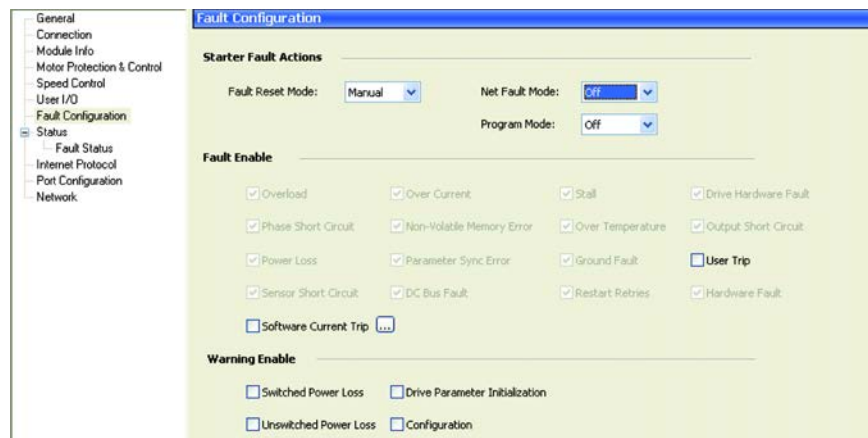 General
Connection
Module Info
Motor Protection & Control
Speed Control
User I/O
Fault Configuration
Status
Fault Status
Internet Protocol
Port Configuration
Network
Fault Configuration
Starter Fault Actions
Fault Reset Mode: Manual Net Fault Mode: Off
Program Mode: Off
Fault Enable
Overload Over Current Stall Drive Hardware Fault
Phase Short Circuit Non-Volatile Memory Error Over Temperature Output Short Circuit
Power Loss Parameter Sync Error Ground Fault User Trip
Sensor Short Circuit DC Bus Fault Restart Retries Hardware Fault
Software Current Trip ...
Warning Enable
Switched Power Loss Drive Parameter Initialization
Unswitched Power Loss Configuration